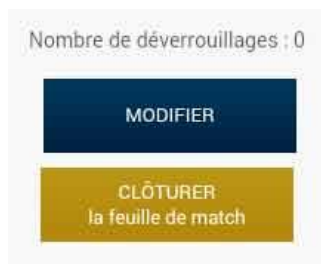 Nombre de déverrouillages : 0
MODIFIER
CLÔTURER
la feuille de match